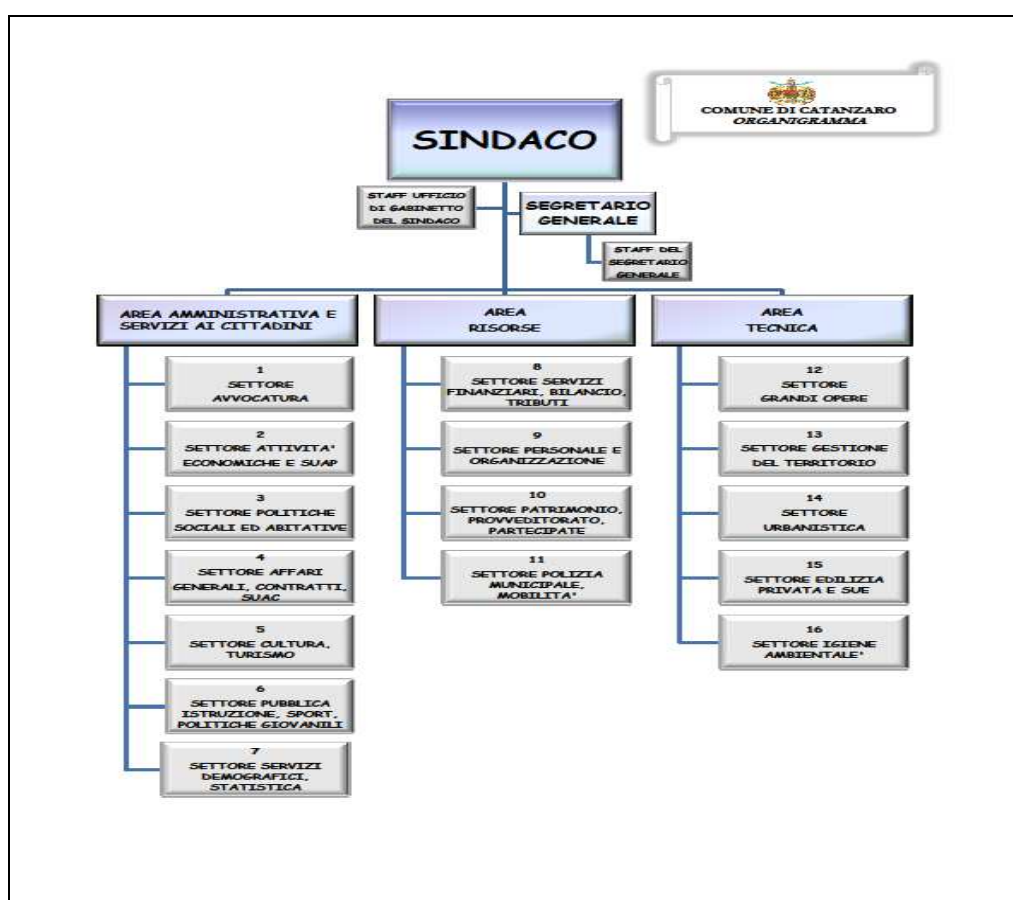 COMUNE DI CATANZARO
ORGANIGRAMMA
SINDACO
STAFF UFFICIO
DI GABINETTO
DEL SINDACO
SEGRETARIO
GENERALE
STAFF DEL
SEGRETARIO
GENERALE
AREA AMMINISTRATIVA E
SERVIZI AI CITTADINI
1
SETTORE
AVVOCATURA
2
SETTORE ATTIVITA'
ECONOMICHE E SUAP
3
SETTORE POLITICHE
SOCIALI ED ABITATIVE
4
SETTORE AFFARI
GENERALI, CONTRATTI,
SUAC
5
SETTORE CULTURA,
TURISMO
6
SETTORE PUBBLICA
ISTRUZIONE, SPORT,
POLITICHE GIOVANILI
7
SETTORE SERVIZI
DEMOGRAFICI,
STATISTICA
AREA
RISORSE
8
SETTORE SERVIZI
FINANZIARI, BILANCIO,
TRIBUTI
9
SETTORE PERSONALE E
ORGANIZZAZIONE
10
SETTORE PATRIMONIO,
PROVVEDITORATO,
PARTECIPATE
11
SETTORE POLIZIA
MUNICIPALE,
MOBILITA'
AREA
TECNICA
12
SETTORE
GRANDI OPERE
13
SETTORE GESTIONE
DEL TERRITORIO
14
SETTORE
URBANISTICA
15
SETTORE EDILIZIA
PRIVATA E SUE
16
SETTORE IGIENE
AMBIENTALE'